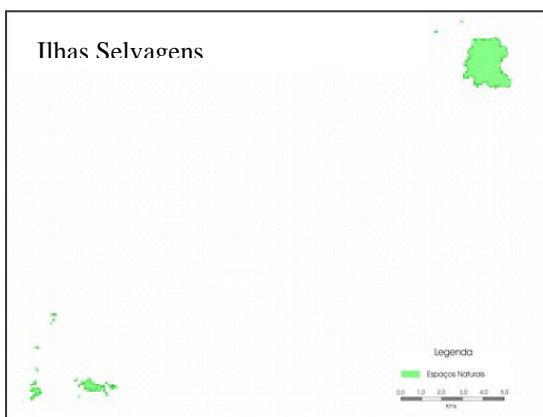 Ilhas Selvagens
Legenda
Espaços Naturais
0,0 1,0 2,0 3,0 4,0 5,0
Kms